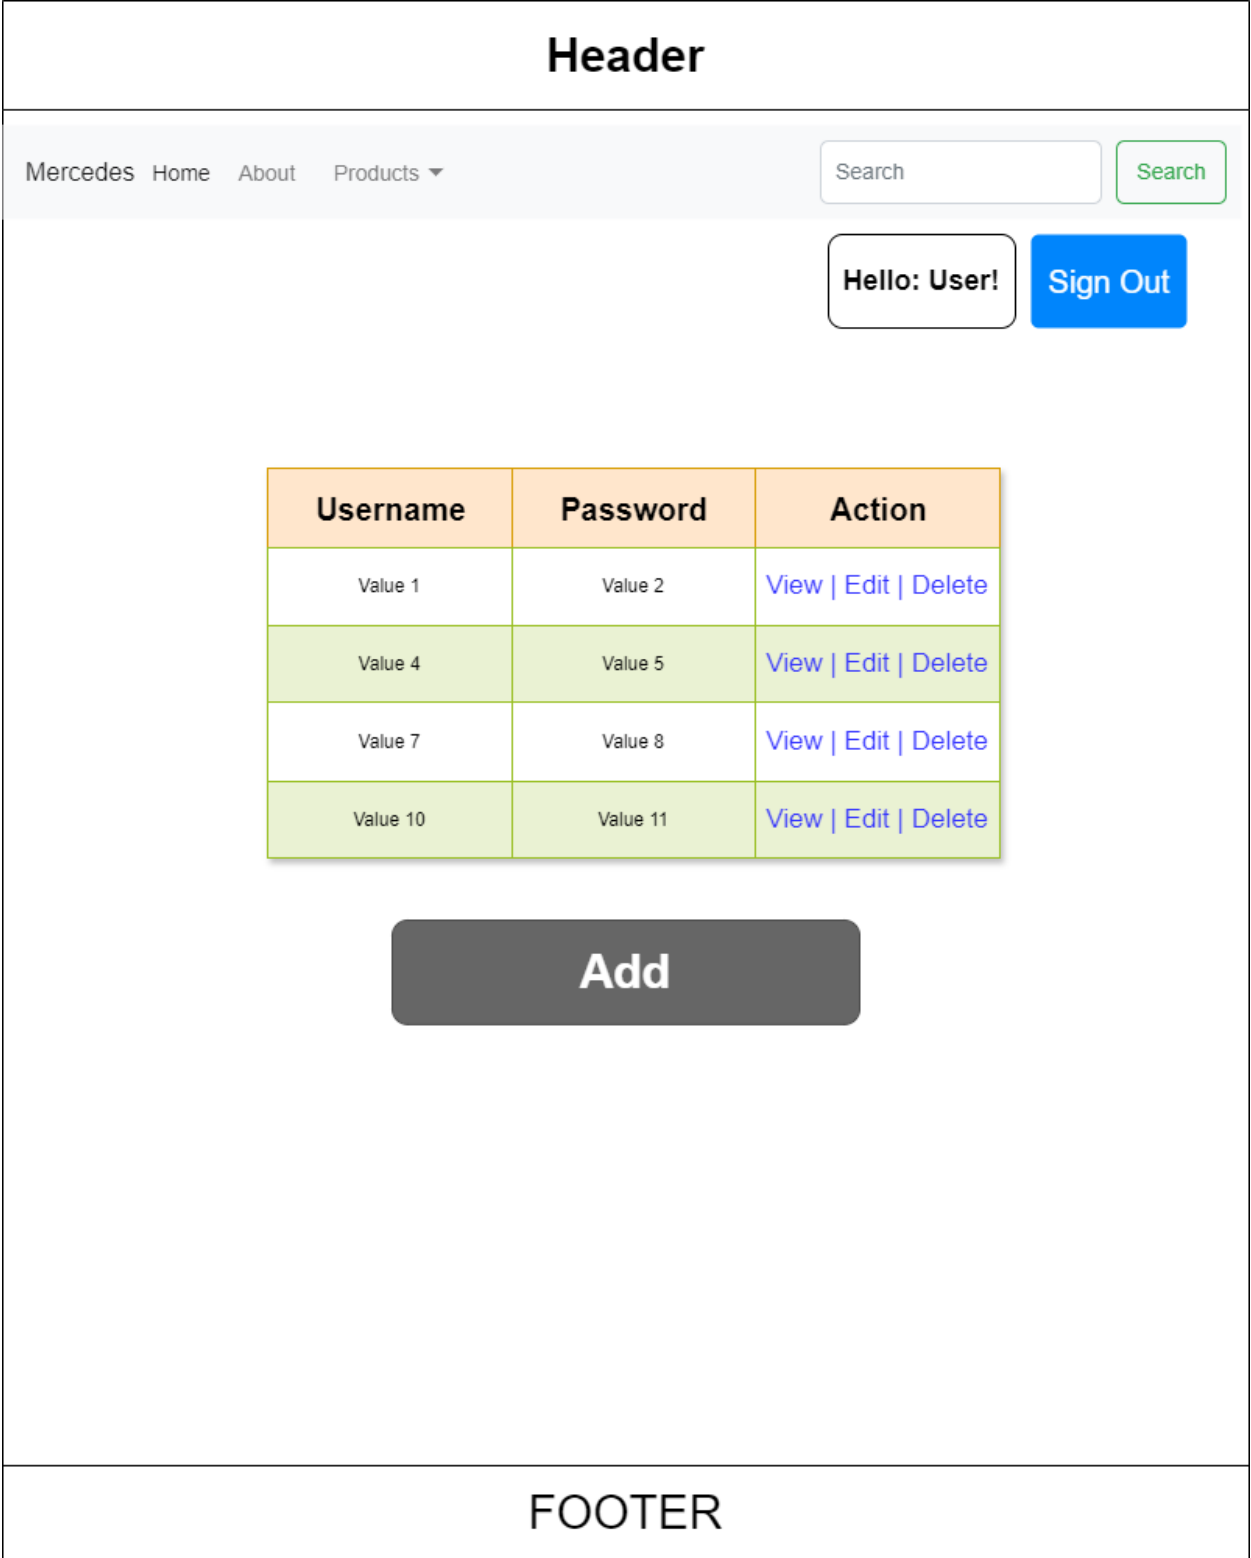 Header
Mercedes Home About Products Search Search
Hello: User! Sign Out
Username Password Action
Value 1 Value 2 View | Edit | Delete
Value 4 Value 5 View | Edit | Delete
Value 7 Value 8 View | Edit | Delete
Value 10 Value 11 View | Edit | Delete
Add
FOOTER